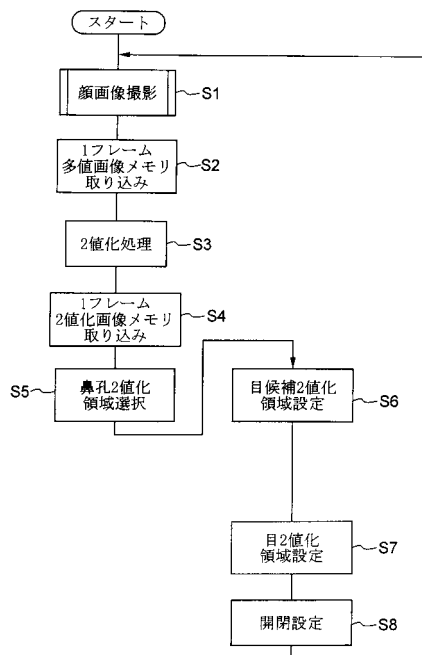 スタート
顔画像撮影
S1
1フレーム
多値画像メモリ
取り込み
S2
2値化処理
S3
1フレーム
2値化画像メモリ
取り込み
S4
S5
鼻孔2値化
領域選択
目候補2値化
領域設定
S6
目2値化
領域設定
S7
開閉設定
S8